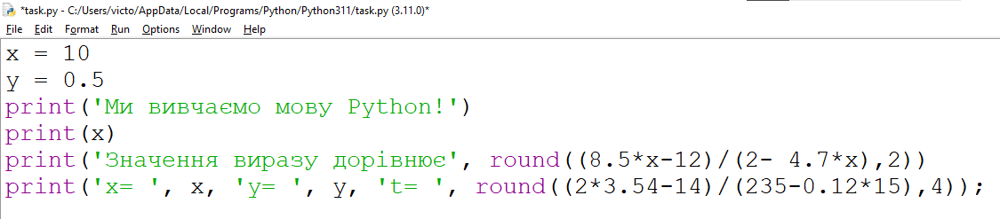 *task.py - C:/Users/victo/AppData/Local/Programs/Python/Python311/task.py (3.11.0)*
File Edit Format Run Options Window Help
x = 10
y = 0.5
print('Ми вивчаємо мову Python!')
print(x)
print('Значення виразу дорівнює', round((8.5*x-12)/(2- 4.7*x),2))
print('x= ', x, 'y= ', y, 't= ', round((2*3.54-14)/(235-0.12*15),4));